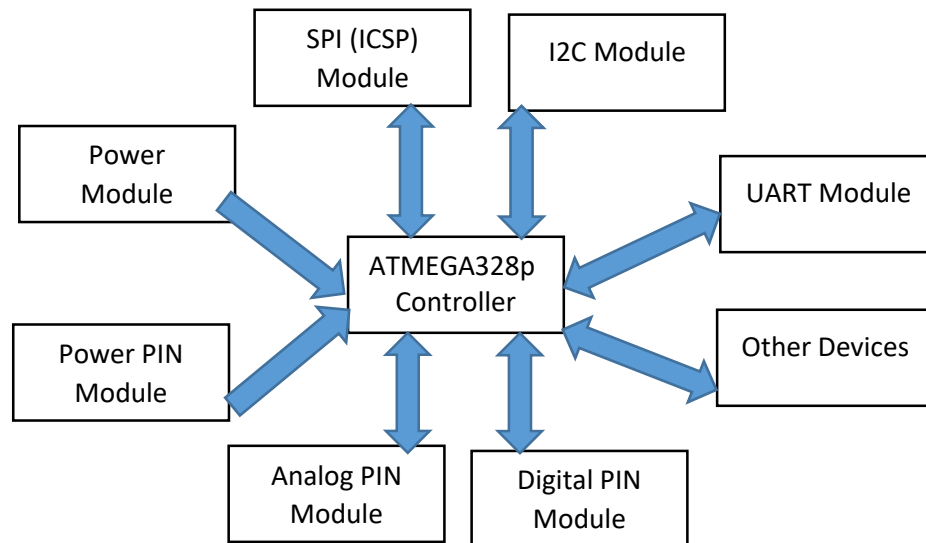 SPI (ICSP)
Module
I2C Module
Power
Module
UART Module
ATMEGA328p
Controller
Power PIN
Module
Other Devices
Analog PIN
Module
Digital PIN
Module